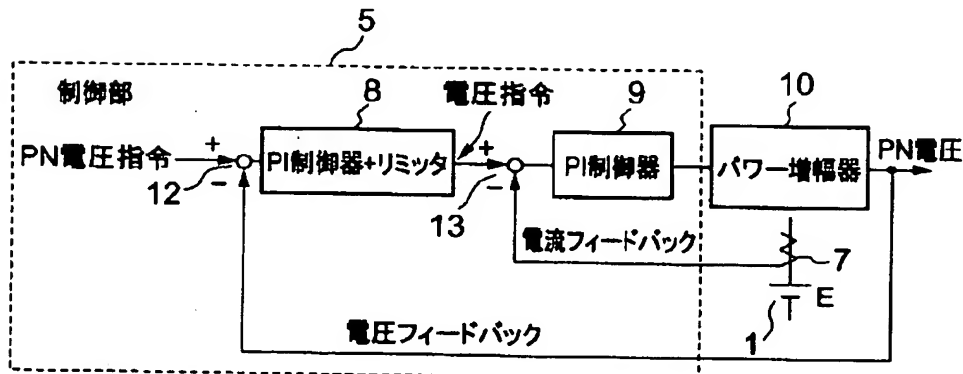 5
制御部
8
電圧指令
9
10
PN電圧指令
+
12
−
PI制御器+リミッタ
+
13
−
PI制御器
パワー増幅器
PN電圧
電流フィードバック
7
E
1
電圧フィードバック